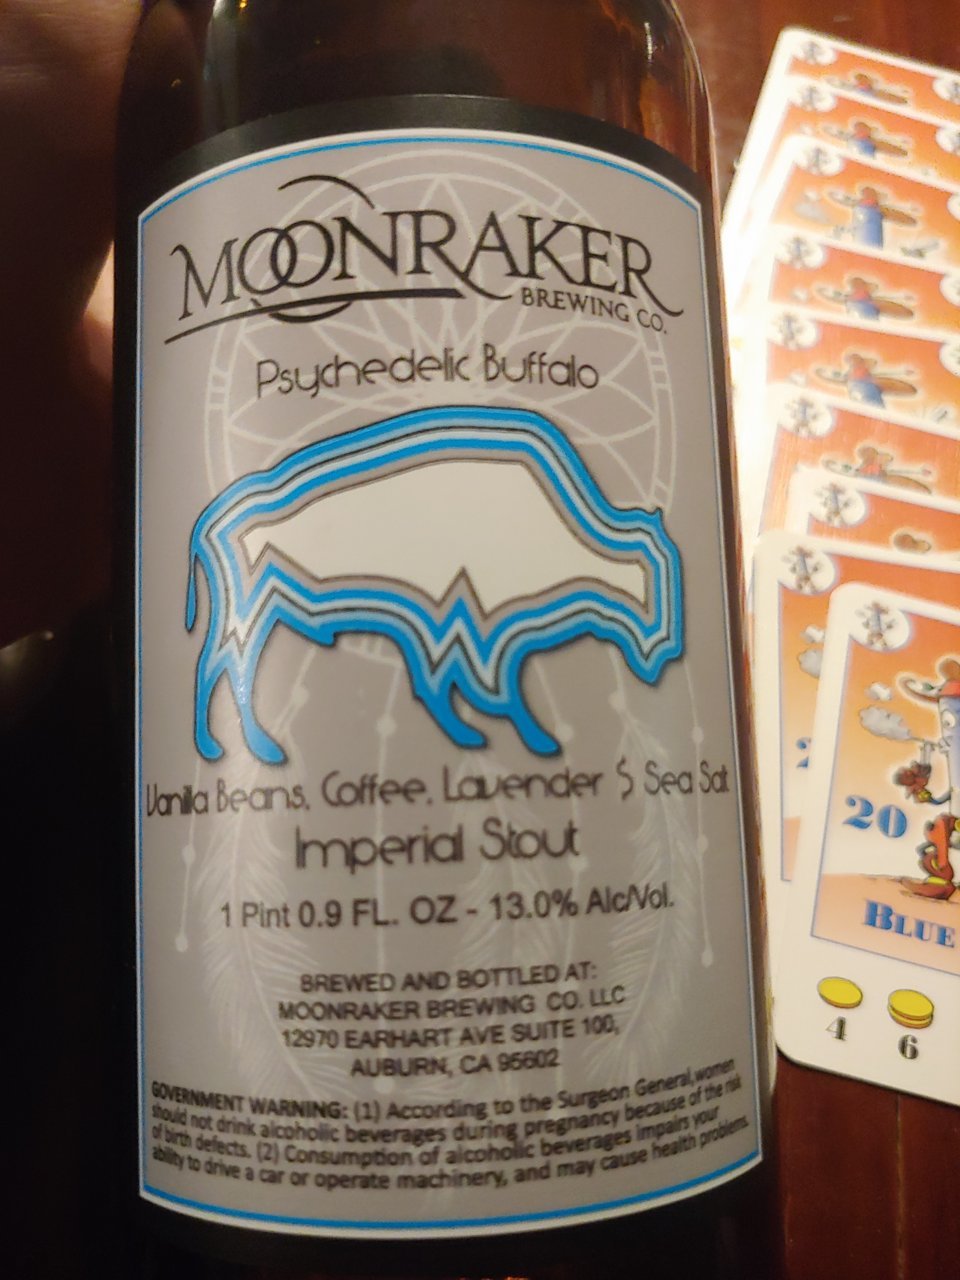 MOONRAKER
BREWING CO.
Psychedelic Buffalo
Vanilla Beans, Coffee, Lavender $ Sea Salt
Imperial Stout
1 Pint 0.9 FL. OZ - 13.0% Alc/Vol.
BREWED AND BOTTLED AT:
MOONRAKER BREWING CO. LLC
12970 EARHART AVE SUITE 100,
AUBURN, CA 95602
GOVERNMENT WARNING: (1) According to the Surgeon General, women
should not drink alcoholic beverages during pregnancy because of the risk
of birth defects. (2) Consumption of alcoholic beverages impairs your
ability to drive a car or operate machinery, and may cause health problems.
20
BLUE
4 6